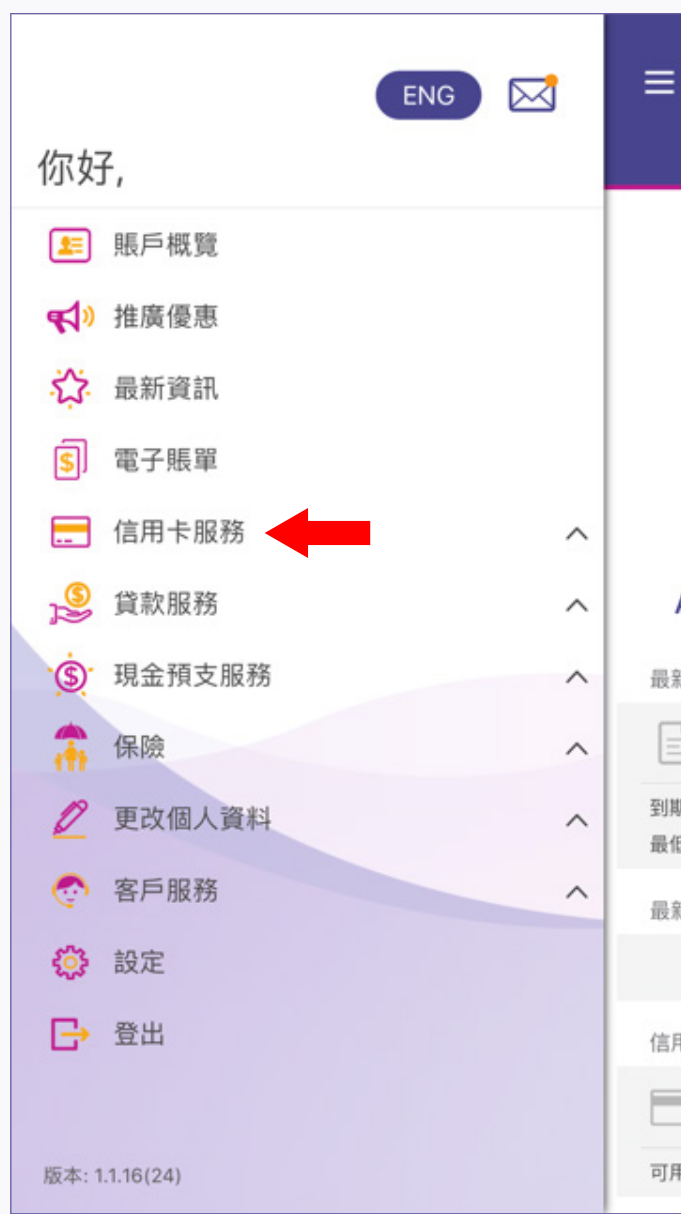 ENG
你好,
賬戶概覽
推廣優惠
最新資訊
電子賬單
信用卡服務
貸款服務
現金預支服務
保險
更改個人資料
客戶服務
設定
登出
版本: 1.1.16(24)
最新
到期
最低
最新
信用
可用